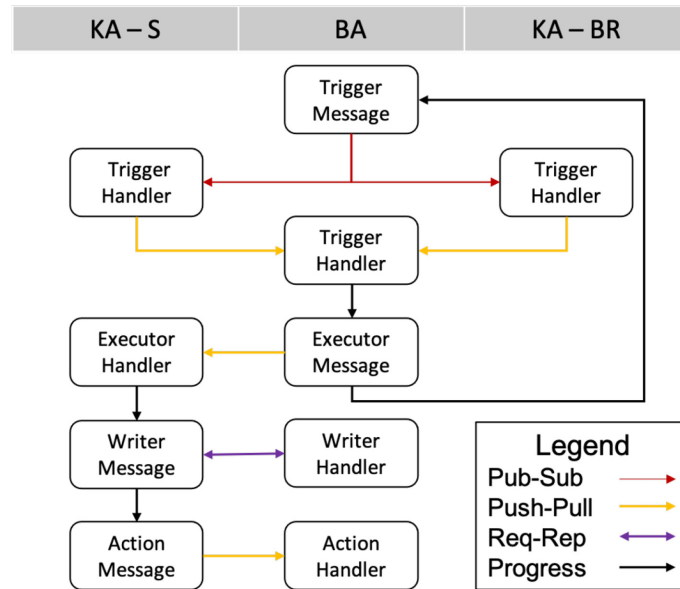 KA – S
BA
KA – BR
Trigger
Message
Trigger
Handler
Trigger
Handler
Trigger
Handler
Executor
Handler
Executor
Message
Writer
Message
Writer
Handler
Action
Message
Action
Handler
Legend
Pub-Sub
Push-Pull
Req-Rep
Progress